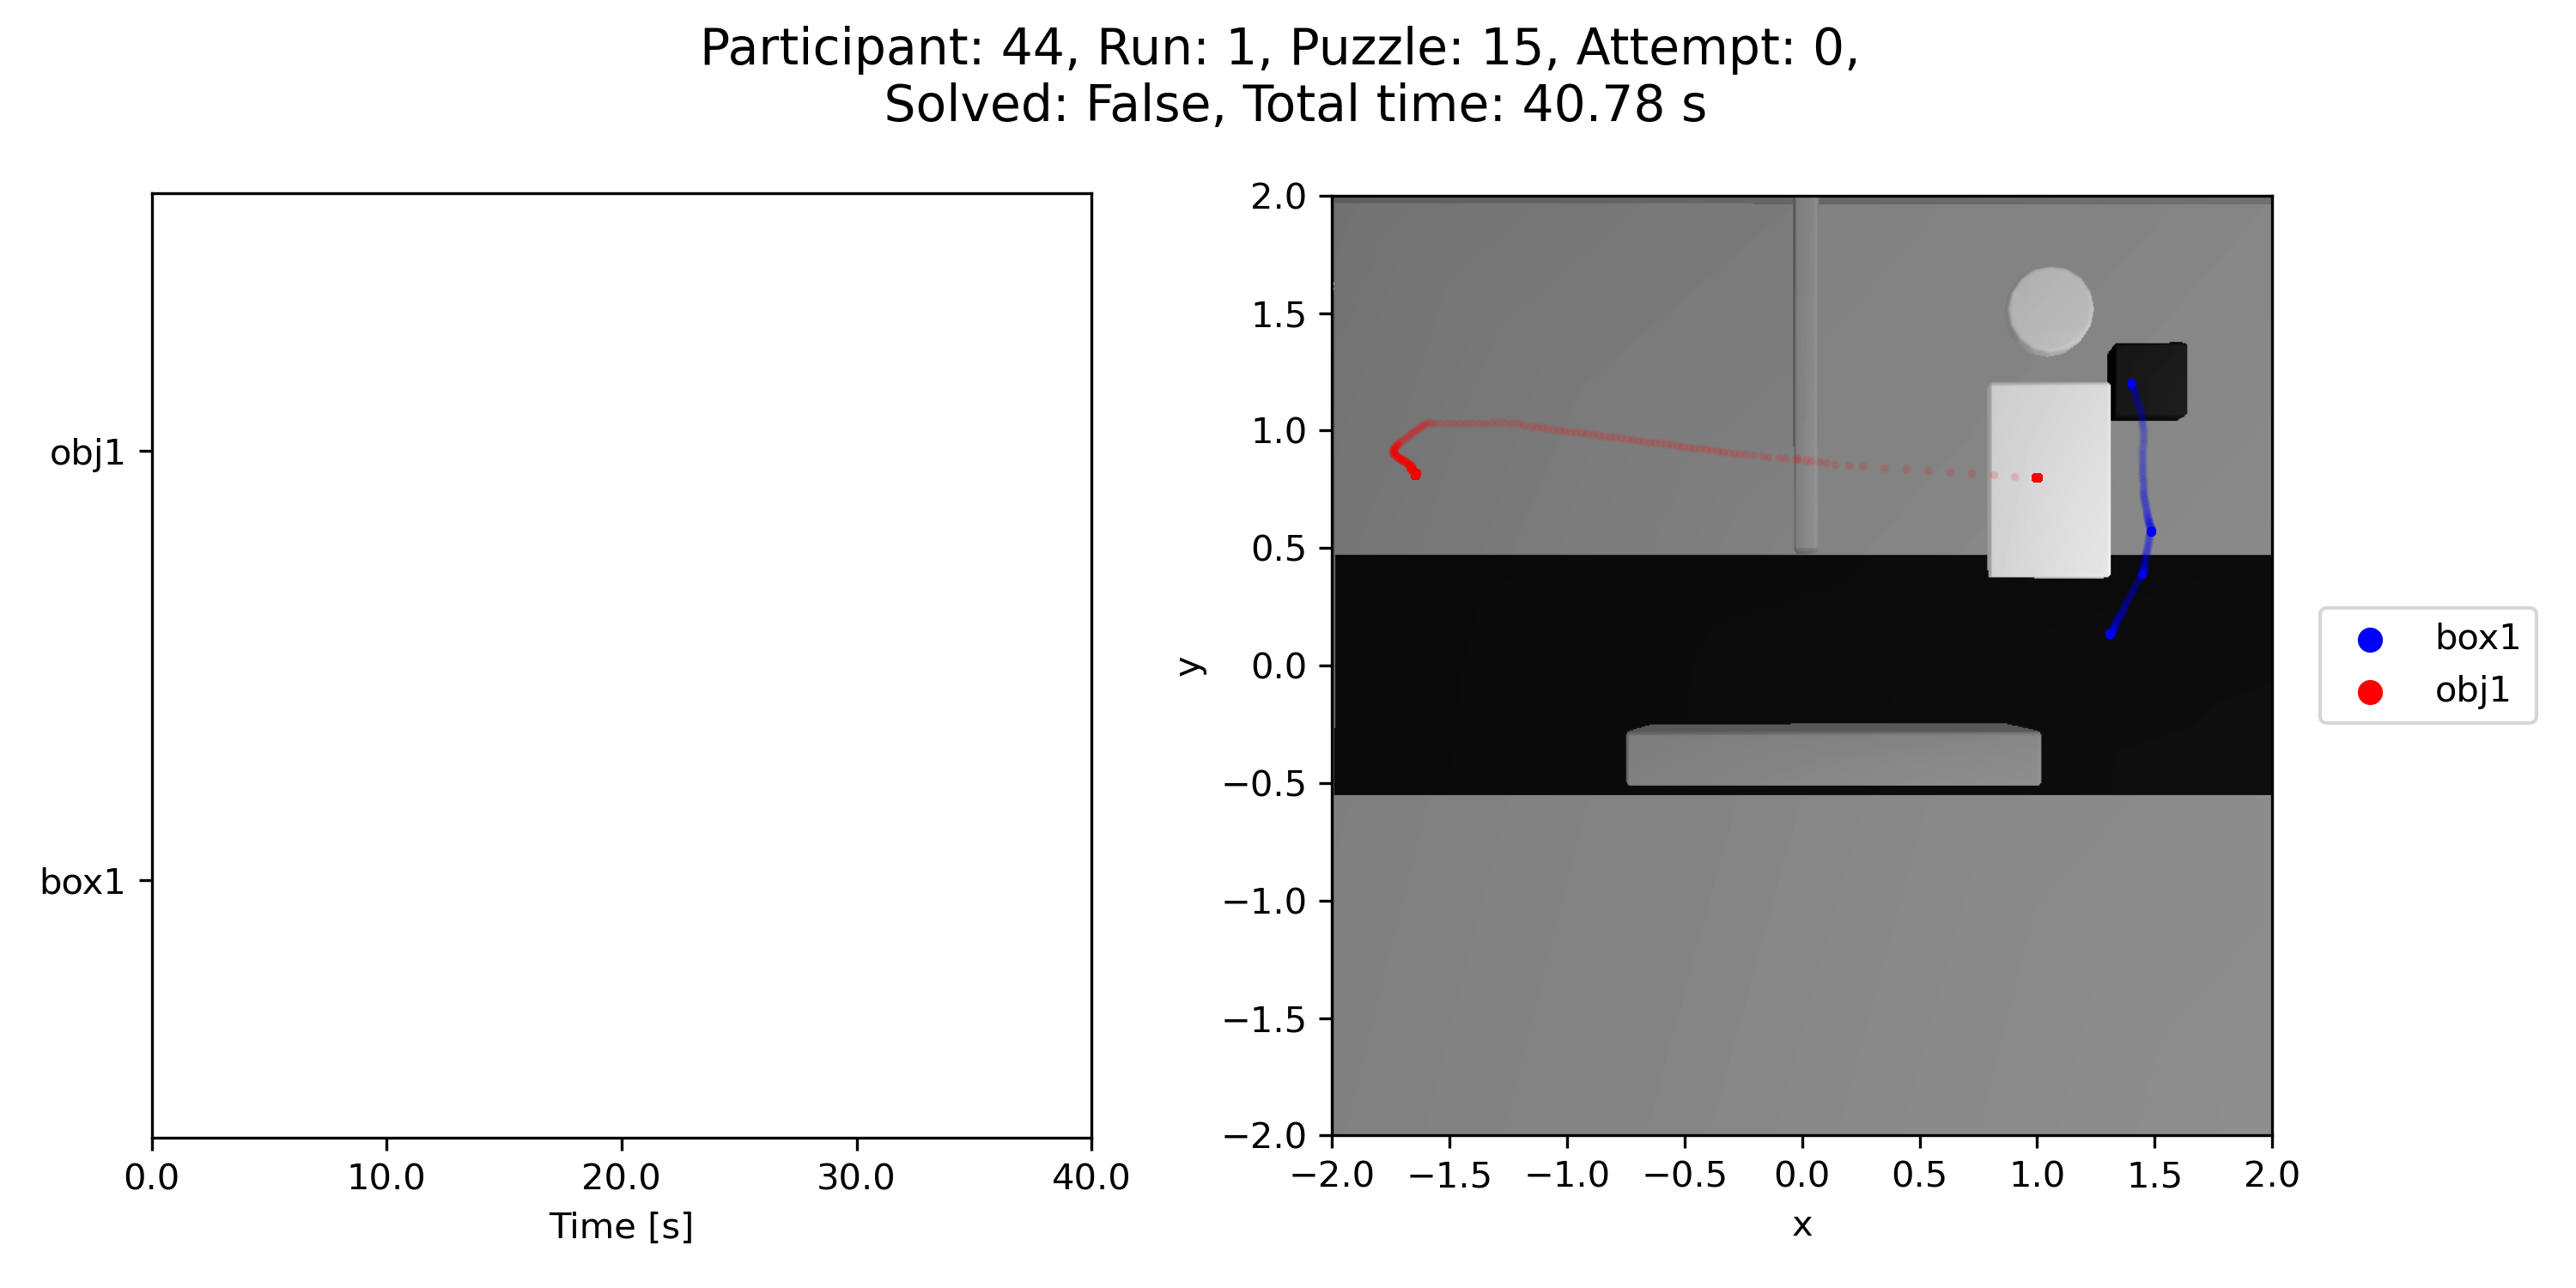 Participant: 44, Run: 1, Puzzle: 15, Attempt: 0,
Solved: False, Total time: 40.78 s
obj1
box1
0.0 10.0 20.0 30.0 40.0
Time [s]
2.0
1.5
1.0
0.5
0.0
−0.5
−1.0
−1.5
−2.0
y
−2.0 −1.5 −1.0 −0.5 0.0 0.5 1.0 1.5 2.0
x
box1
obj1